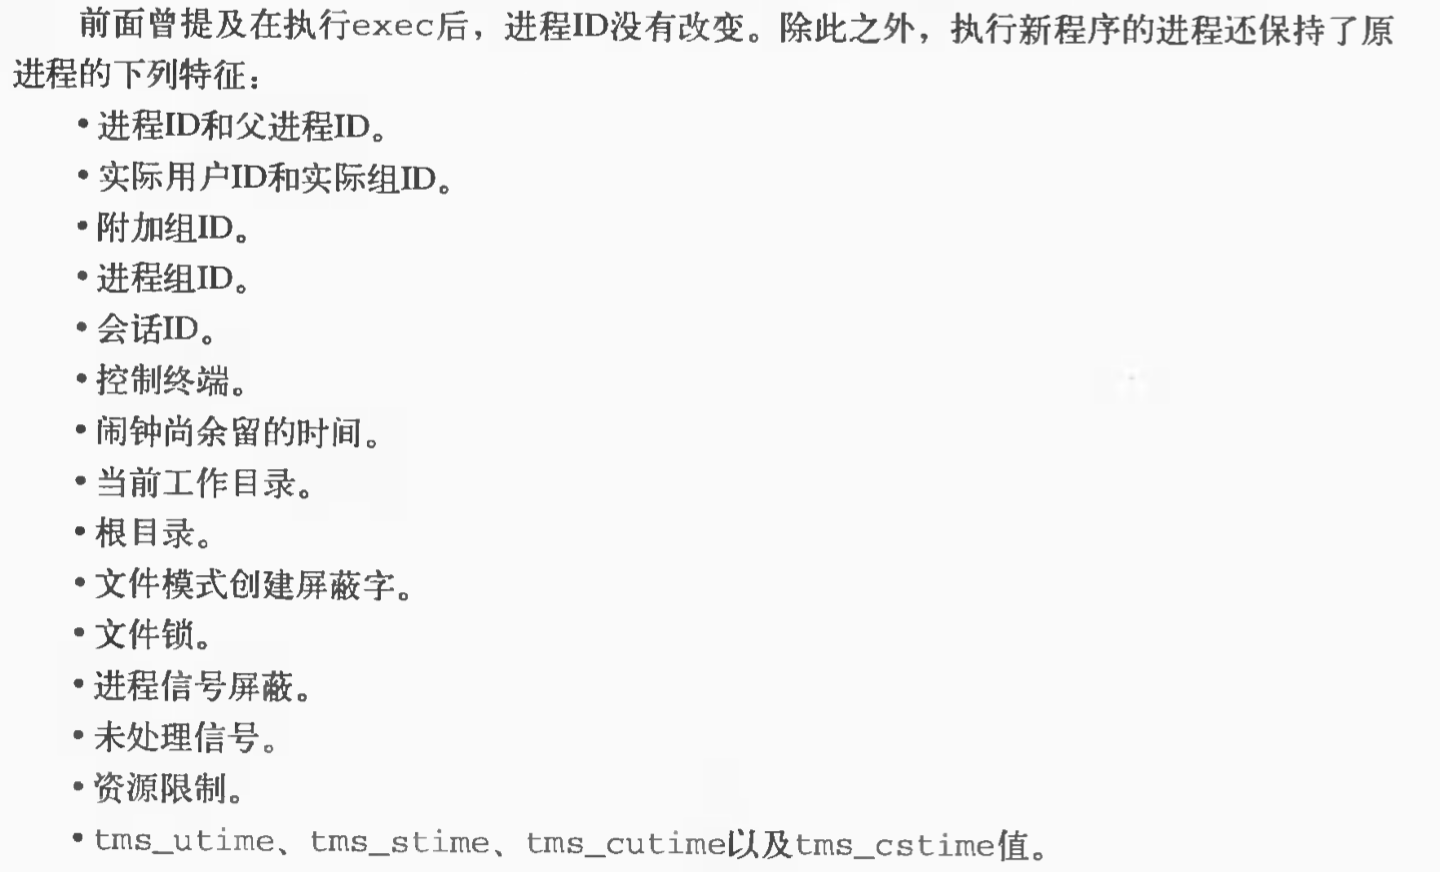 前面曾提及在执行exec后，进程ID没有改变。除此之外，执行新程序的进程还保持了原
进程的下列特征：
• 进程ID和父进程ID。
• 实际用户ID和实际组ID。
• 附加组ID。
• 进程组ID。
• 会话ID。
• 控制终端。
• 闹钟尚余留的时间。
• 当前工作目录。
• 根目录。
• 文件模式创建屏蔽字。
• 文件锁。
• 进程信号屏蔽。
• 未处理信号。
• 资源限制。
• tms_utime、tms_stime、tms_cutime以及tms_cstime值。